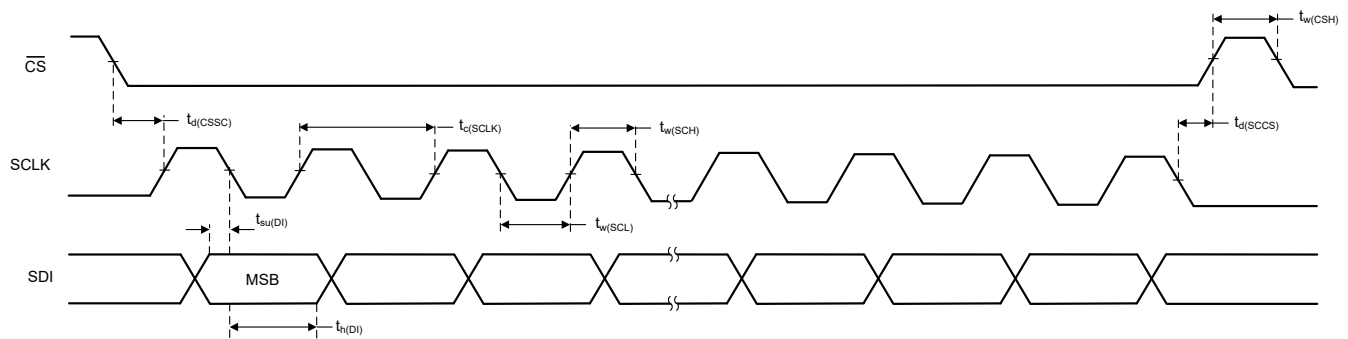 tw(CSH)
CS
td(CSSC)
tc(SCLK)
tw(SCH)
td(SCCS)
SCLK
tsu(DI)
tw(SCL)
SDI
MSB
th(DI)